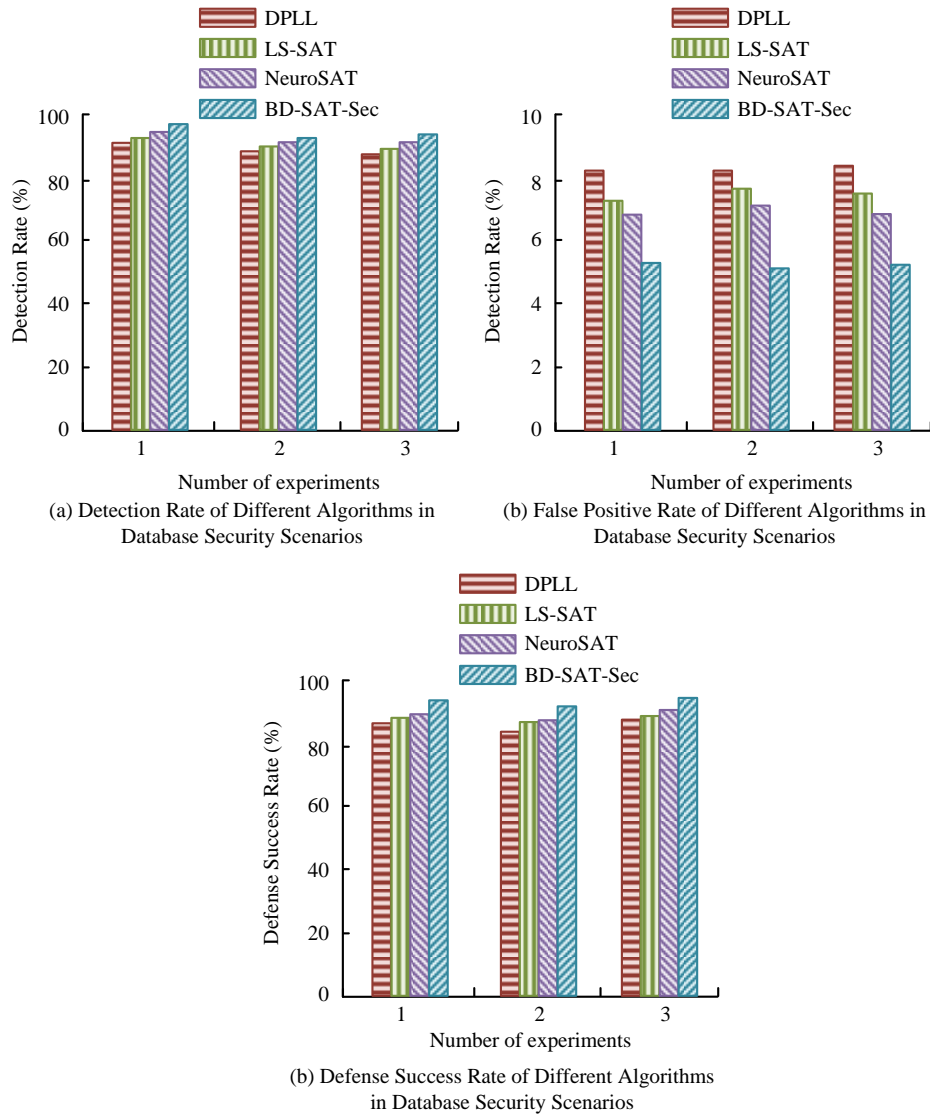 DPLL
LS-SAT
NeuroSAT
BD-SAT-Sec
100
80
60
40
20
0
Detection Rate (%)
1
2
3
Number of experiments
(a) Detection Rate of Different Algorithms in
Database Security Scenarios
DPLL
LS-SAT
NeuroSAT
BD-SAT-Sec
10
8
6
4
2
0
Detection Rate (%)
1
2
3
Number of experiments
(b) False Positive Rate of Different Algorithms in
Database Security Scenarios
DPLL
LS-SAT
NeuroSAT
BD-SAT-Sec
100
80
60
40
20
0
Defense Success Rate (%)
1
2
3
Number of experiments
(b) Defense Success Rate of Different Algorithms
in Database Security Scenarios